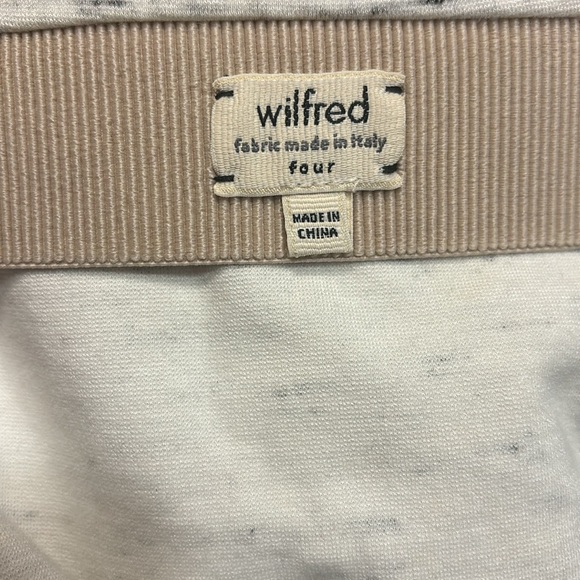 wilfred
fabric made in italy
four
MADE IN
CHINA